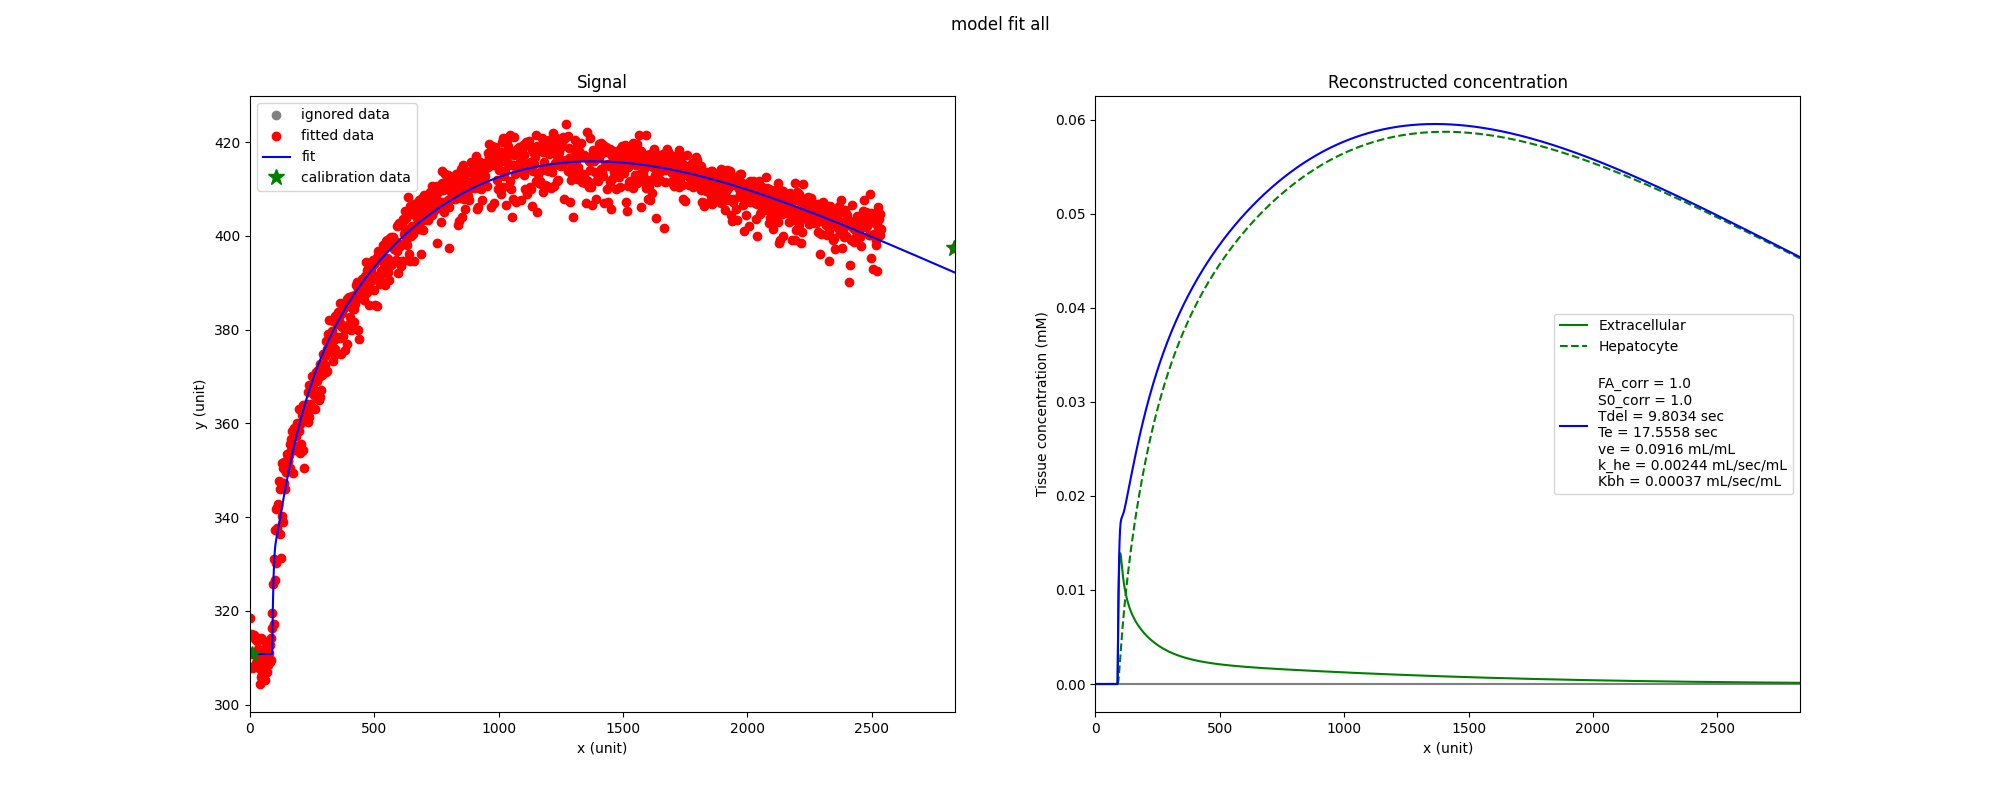 model fit all
Signal
ignored data
fitted data
fit
calibration data
420
400
380
360
340
320
300
y (unit)
0
500
1000
1500
2000
2500
x (unit)
Reconstructed concentration
0.06
0.05
0.04
0.03
0.02
0.01
0.00
Tissue concentration (mM)
Extracellular
Hepatocyte
FA_corr = 1.0
S0_corr = 1.0
Tdel = 9.8034 sec
Te = 17.5558 sec
ve = 0.0916 mL/mL
k_he = 0.00244 mL/sec/mL
Kbh = 0.00037 mL/sec/mL
0
500
1000
1500
2000
2500
x (unit)